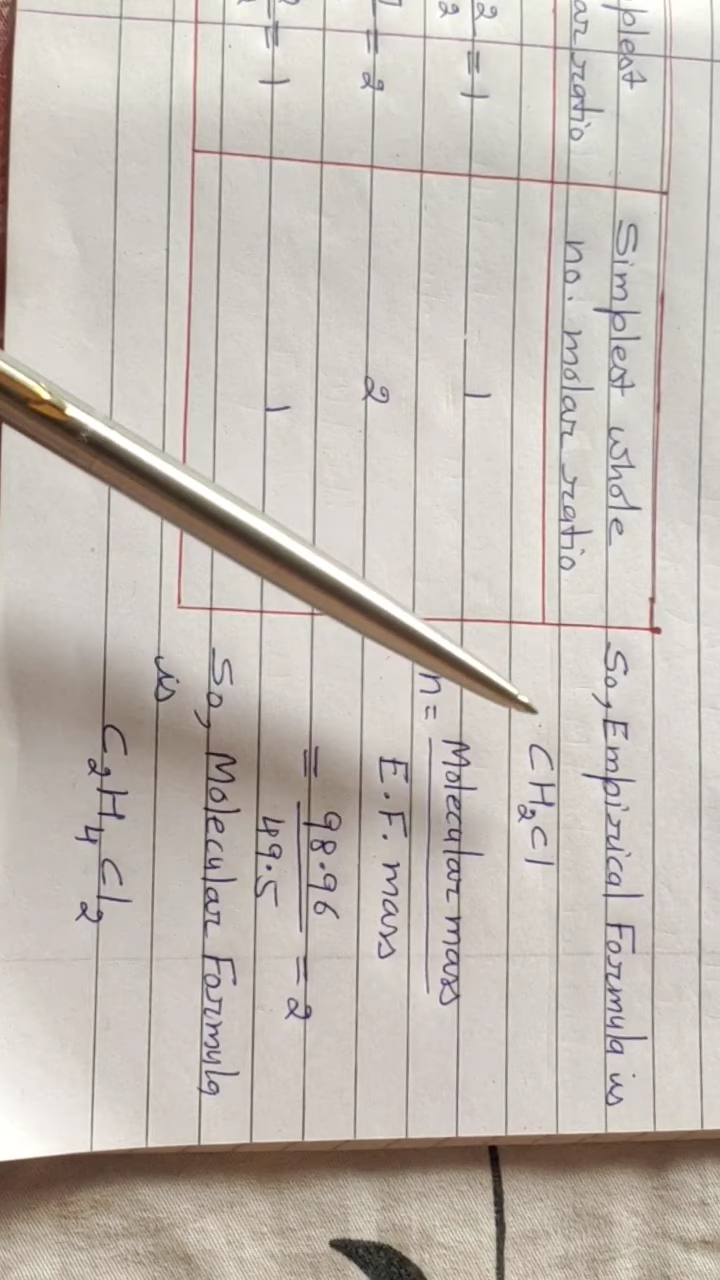 plest
ar ratio
2/2 = 1
= 2
= 1
Simplest whole
no. molar ratio
1
2
1
So, Empirical Formula is
CH₂Cl
n = Molecular mass / E.F. mass
= 98.96 / 49.5 = 2
So, Molecular Formula
is
C₂H₄Cl₂